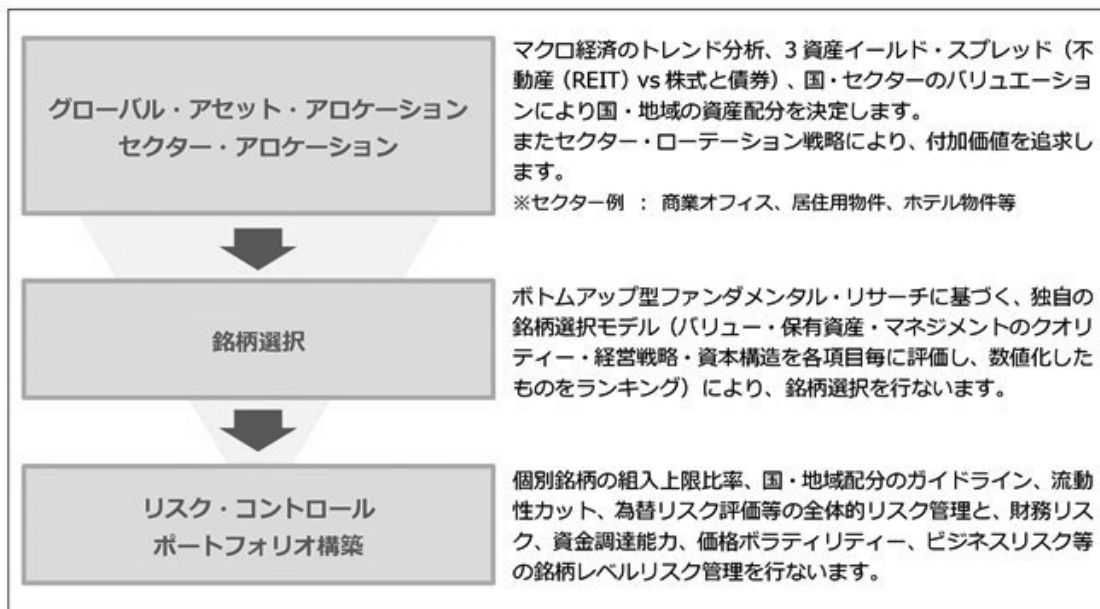 グローバル・アセット・アロケーション
セクター・アロケーション
マクロ経済のトレンド分析、3 資産イールド・スプレッド（不
動産（REIT）vs 株式と債券）、国・セクターのバリュエーショ
ンにより国・地域の資産配分を決定します。
またセクター・ローテーション戦略により、付加価値を追求し
ます。
※セクター例 ： 商業オフィス、居住用物件、ホテル物件等
銘柄選択
ボトムアップ型ファンダメンタル・リサーチに基づく、独自の
銘柄選択モデル（バリュー・保有資産・マネジメントのクオリ
ティー・経営戦略・資本構造を各項目毎に評価し、数値化した
ものをランキング）により、銘柄選択を行ないます。
リスク・コントロール
ポートフォリオ構築
個別銘柄の組入上限比率、国・地域配分のガイドライン、流動
性カット、為替リスク評価等の全体的リスク管理と、財務リス
ク、資金調達能力、価格ボラティリティー、ビジネスリスク等
の銘柄レベルリスク管理を行ないます。